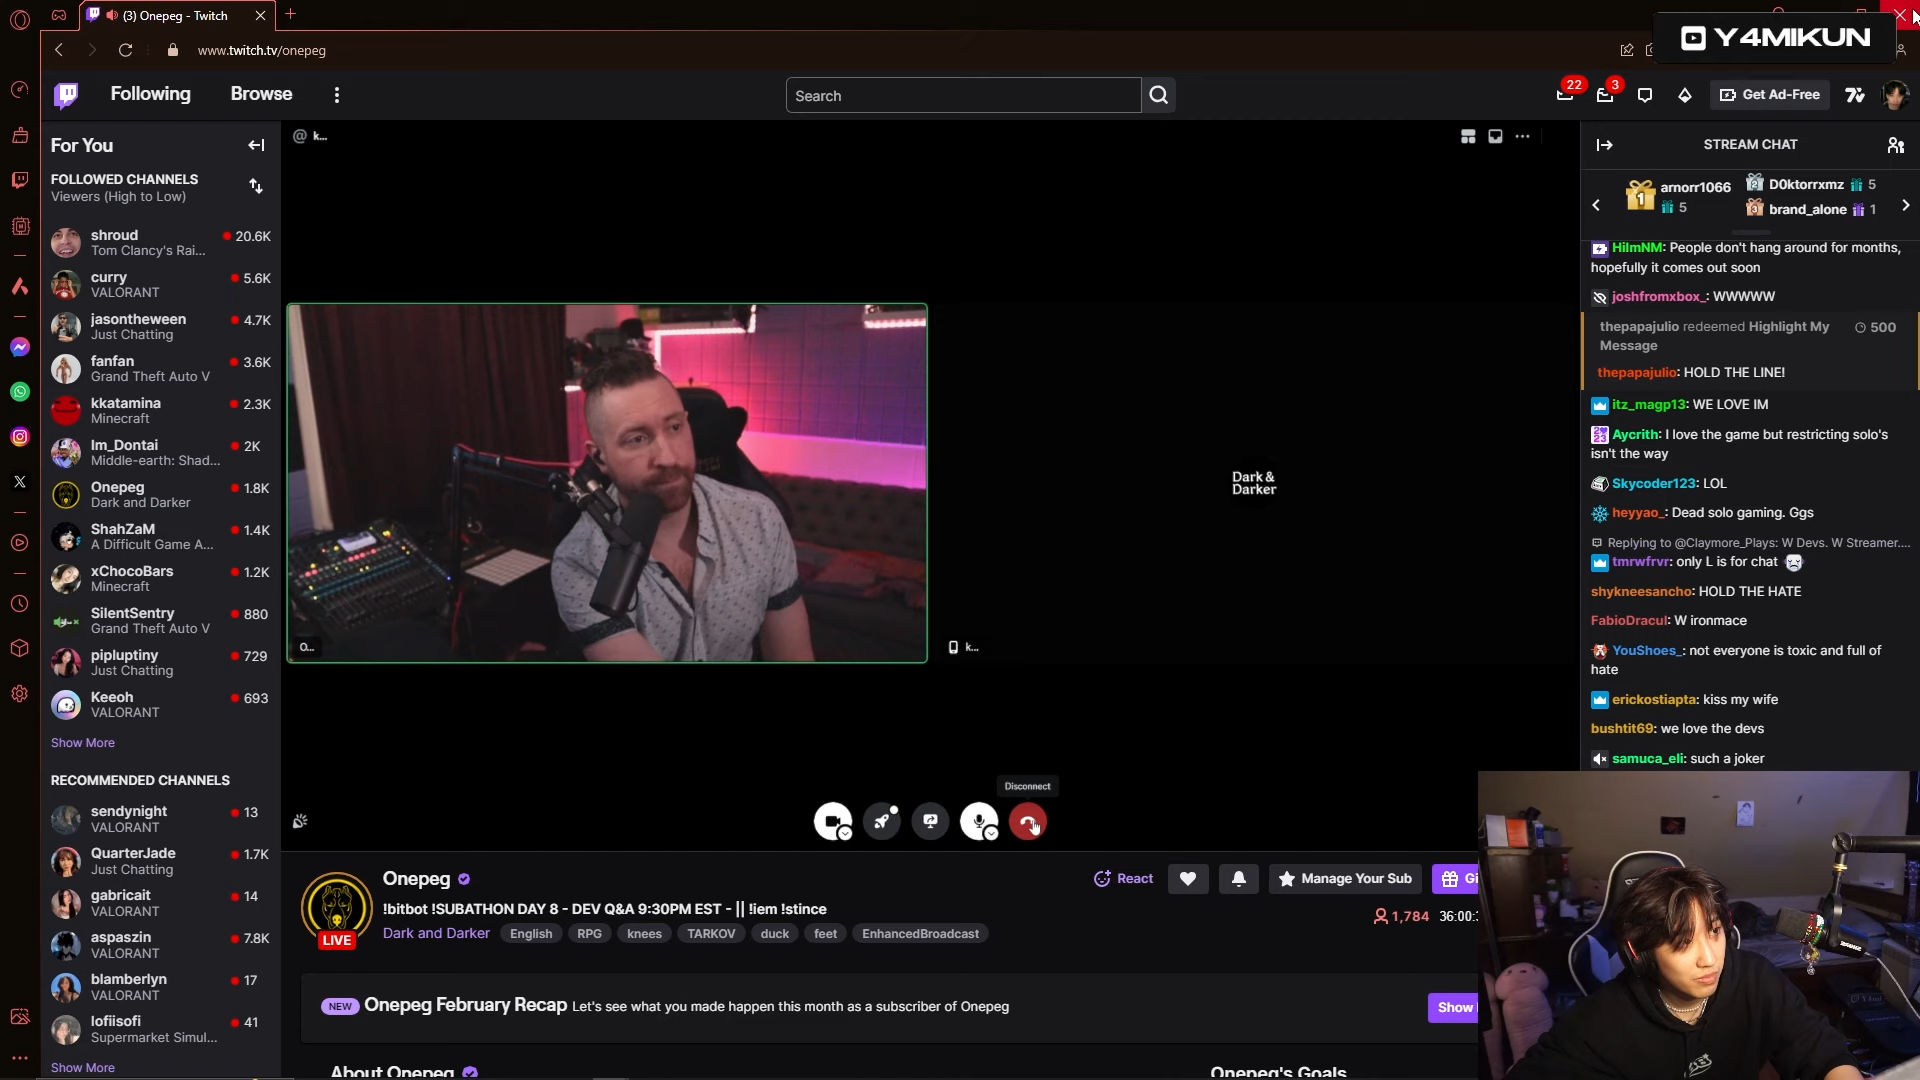 (3) Onepeg - Twitch
www.twitch.tv/onepeg
Y4MIKUN
Following
Browse
Search
22
3
Get Ad-Free
For You
FOLLOWED CHANNELS
Viewers (High to Low)
shroud
20.6K
Tom Clancy's Rai...
curry
5.6K
VALORANT
jasontheween
4.7K
Just Chatting
fanfan
3.6K
Grand Theft Auto V
kkatamina
2.3K
Minecraft
Im_Dontai
2K
Middle-earth: Shad...
Onepeg
1.8K
Dark and Darker
ShahZaM
1.4K
A Difficult Game A...
xChocoBars
1.2K
Minecraft
SilentSentry
880
Grand Theft Auto V
pipluptiny
729
Just Chatting
Keeoh
693
VALORANT
Show More
RECOMMENDED CHANNELS
sendynight
13
VALORANT
QuarterJade
1.7K
Just Chatting
gabricait
14
VALORANT
aspaszin
7.8K
VALORANT
blamberlyn
17
VALORANT
lofiisofi
41
Supermarket Simul...
Show More
@ k...
Dark &
Darker
O...
k...
Disconnect
Onepeg
!bitbot !SUBATHON DAY 8 - DEV Q&A 9:30PM EST - || !iem !stince
Dark and Darker
English
RPG
knees
TARKOV
duck
feet
EnhancedBroadcast
LIVE
React
Manage Your Sub
Gi
1,784
36:00:
NEW
Onepeg February Recap
Let's see what you made happen this month as a subscriber of Onepeg
Show
About Onepeg
Onepeg's Goals
STREAM CHAT
1
arnorr1066
5
2
D0ktorrxmz
5
3
brand_alone
1
HilmNM: People don't hang around for months,
hopefully it comes out soon
joshfromxbox_: WWWWW
thepapajulio redeemed Highlight My
500
Message
thepapajulio: HOLD THE LINE!
itz_magp13: WE LOVE IM
Aycrith: I love the game but restricting solo's
isn't the way
Skycoder123: LOL
heyyao_: Dead solo gaming. Ggs
Replying to @Claymore_Plays: W Devs. W Streamer....
tmrwfrvr: only L is for chat
shykneesancho: HOLD THE HATE
FabioDracul: W ironmace
YouShoes_: not everyone is toxic and full of
hate
erickostiapta: kiss my wife
bushtit69: we love the devs
samuca_eli: such a joker